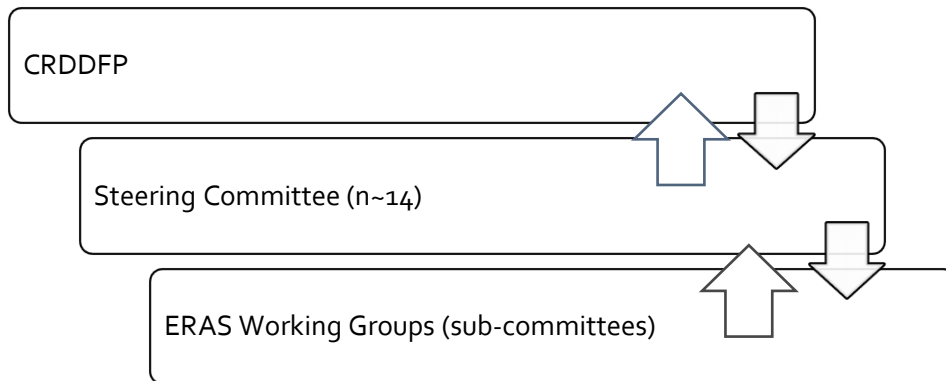 CRDDFP
Steering Committee (n~14)
ERAS Working Groups (sub-committees)